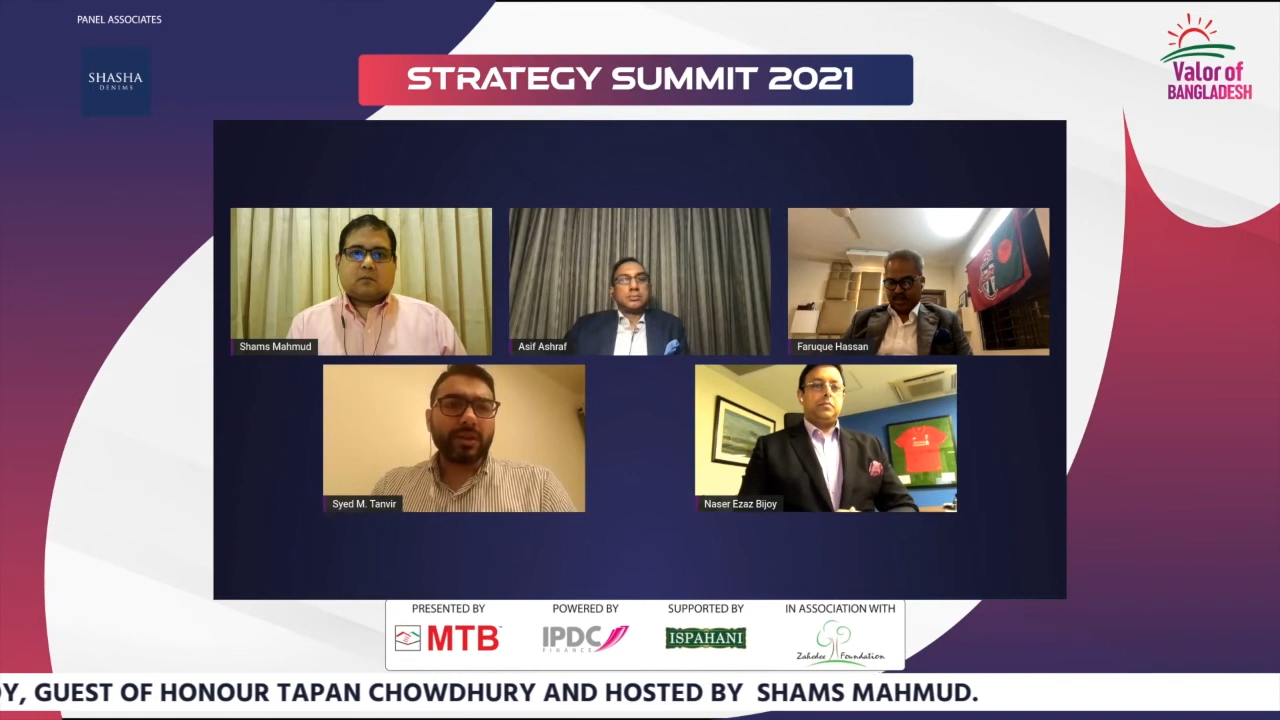 PANEL ASSOCIATES
SHASHA
DENIMS
STRATEGY SUMMIT 2021
Valor of
BANGLADESH
Shams Mahmud
Asif Ashraf
Faruque Hassan
Syed M. Tanvir
Naser Ezaz Bijoy
PRESENTED BY
MTB
POWERED BY
IPDC
FINANCE
SUPPORTED BY
ISPAHANI
IN ASSOCIATION WITH
Zahedee Foundation
OY, GUEST OF HONOUR TAPAN CHOWDHURY AND HOSTED BY SHAMS MAHMUD.